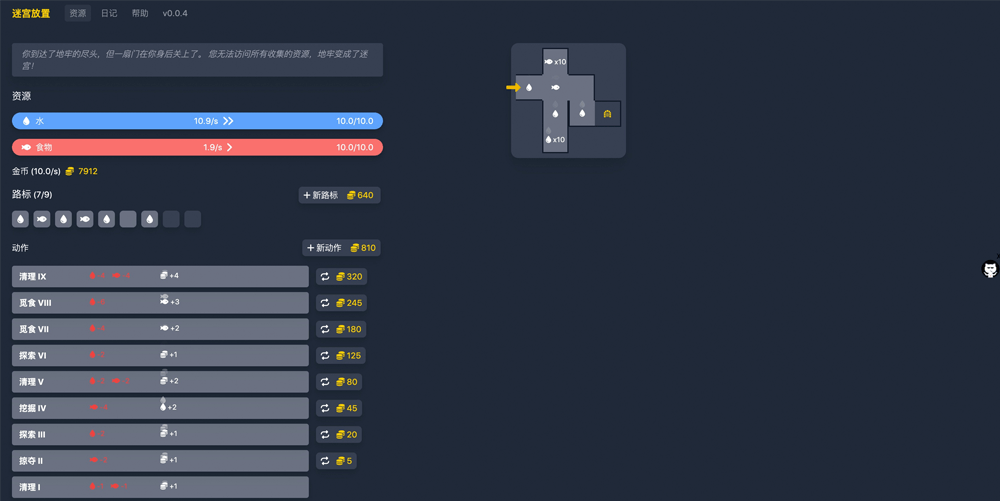 迷宫放置 资源 日记 帮助 v0.0.4
你到达了地牢的尽头，但一扇门在你身后关上了。 您无法访问所有收集的资源，地牢变成了迷
宫！
资源
水 10.9/s 10.0/10.0
食物 1.9/s 10.0/10.0
金币 (10.0/s) 7912
路标 (7/9) + 新路标 640
动作 + 新动作 810
清理 IX +4 320
觅食 VIII +3 245
觅食 VII +2 180
探索 VI +1 125
清理 V +2 80
挖掘 IV +2 45
探索 III +1 20
掠夺 II +1 5
清理 I +1
x10
x10